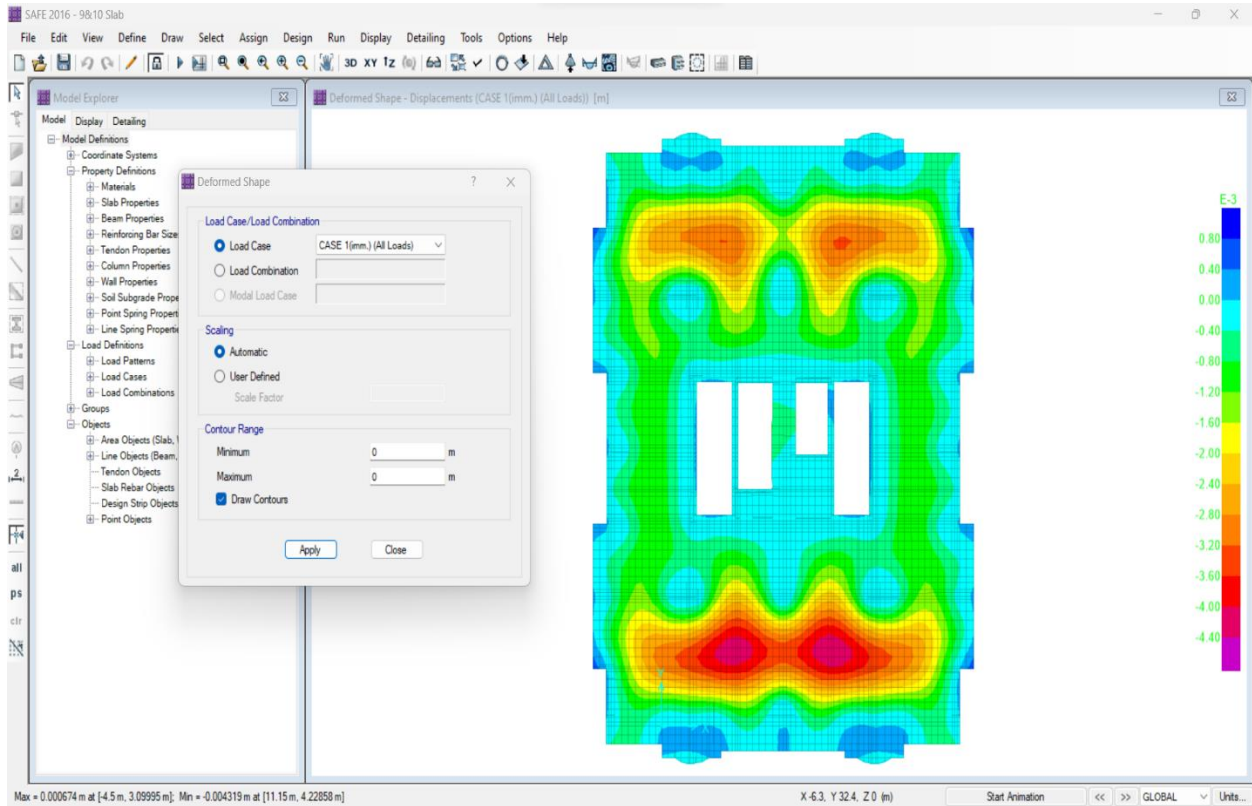 SAFE 2016 - 9&10 Slab
File Edit View Define Draw Select Assign Design Run Display Detailing Tools Options Help
3D XY
Model Explorer
Model Display Detailing
Model Definitions
Coordinate Systems
Property Definitions
Materials
Slab Properties
Beam Properties
Reinforcing Bar Size
Tendon Properties
Column Properties
Wall Properties
Soil Subgrade Prope
Point Spring Propert
Line Spring Propertie
Load Definitions
Load Patterns
Load Cases
Load Combinations
Groups
Objects
Area Objects (Slab,
Line Objects (Beam,
Tendon Objects
Slab Rebar Objects
Design Strip Objects
Point Objects
all
ps
clr
Deformed Shape
Load Case/Load Combination
Load Case CASE 1(imm.) (All Loads)
Load Combination
Modal Load Case
Scaling
Automatic
User Defined
Scale Factor
Contour Range
Minimum 0 m
Maximum 0 m
Draw Contours
Apply Close
Deformed Shape - Displacements (CASE 1(imm.) (All Loads)) [m]
E-3
0.80
0.40
0.00
-0.40
-0.80
-1.20
-1.60
-2.00
-2.40
-2.80
-3.20
-3.60
-4.00
-4.40
Max = 0.000674 m at [-4.5 m, 3.09995 m]; Min = -0.004319 m at [11.15 m, 4.22858 m]
X -6.3, Y 32.4, Z 0 (m)
Start Animation << >> GLOBAL Units...